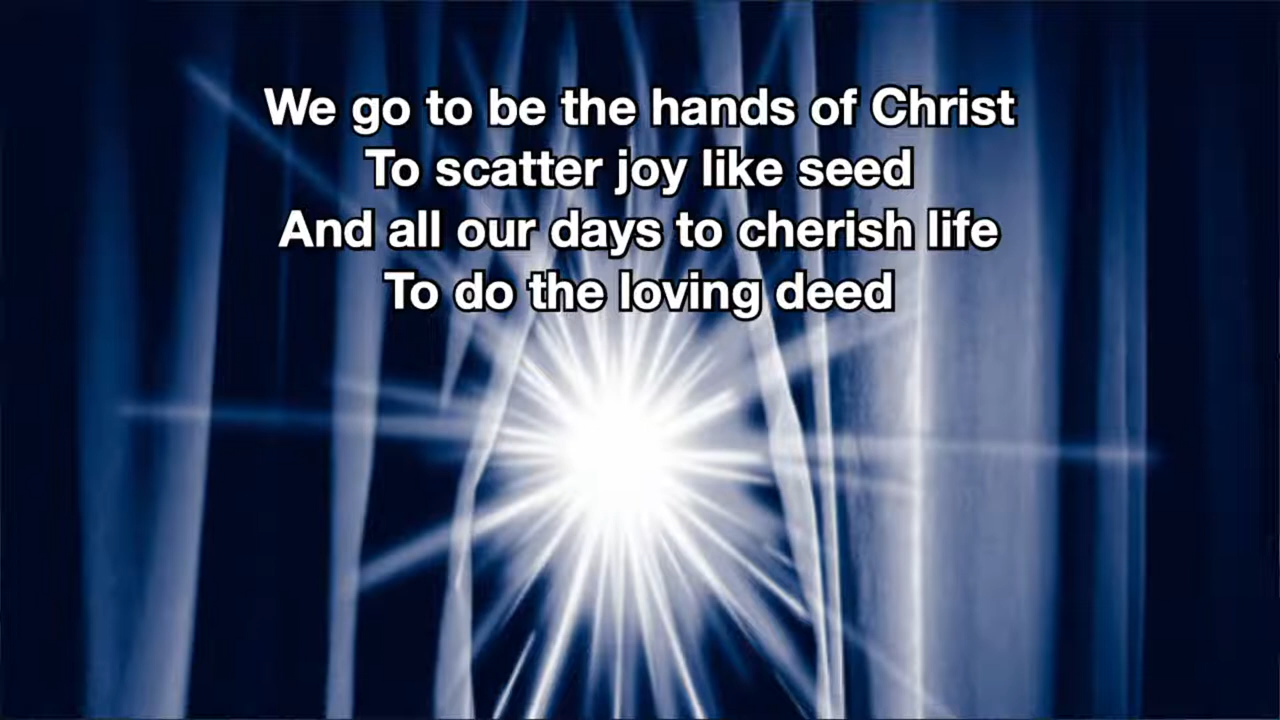 We go to be the hands of Christ
To scatter joy like seed
And all our days to cherish life
To do the loving deed